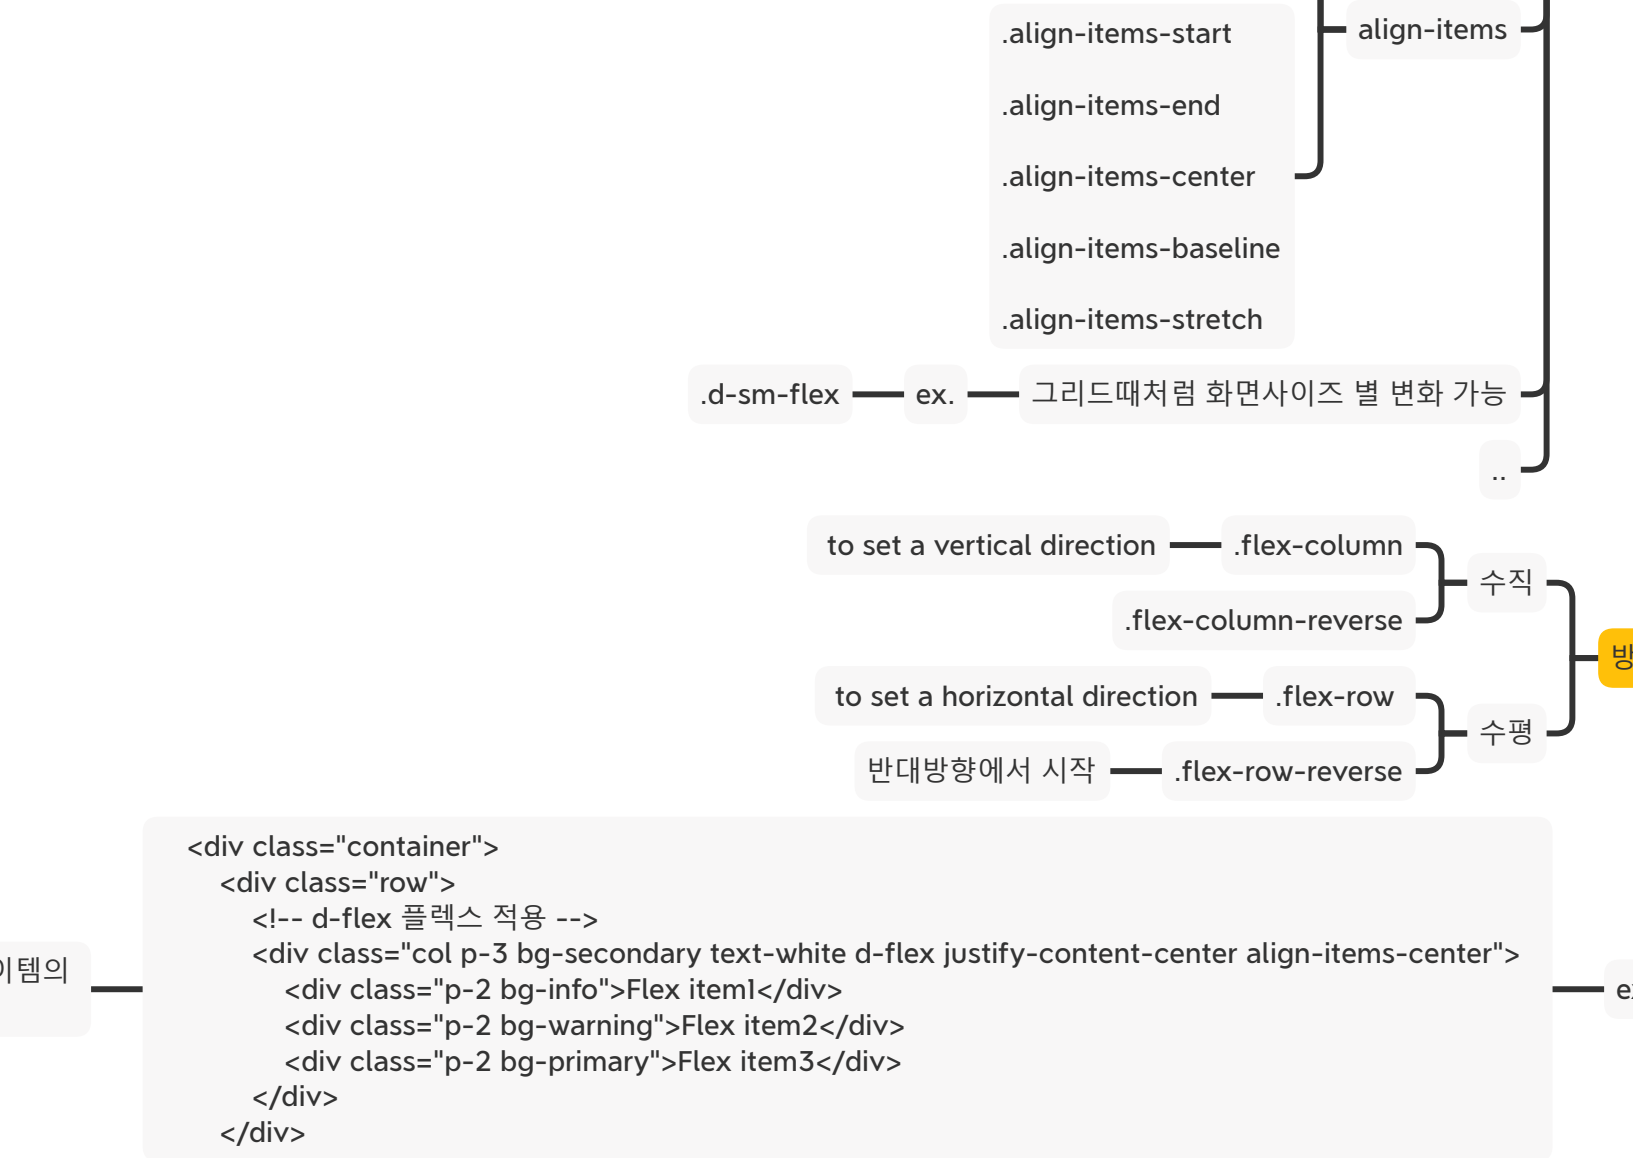 .align-items-start
.align-items-end
.align-items-center
.align-items-baseline
.align-items-stretch
align-items
.d-sm-flex
ex.
그리드때처럼 화면사이즈 별 변화 가능
..
to set a vertical direction
.flex-column
.flex-column-reverse
수직
to set a horizontal direction
.flex-row
반대방향에서 시작
.flex-row-reverse
수평
<div class="container">
<div class="row">
<!-- d-flex 플렉스 적용 -->
<div class="col p-3 bg-secondary text-white d-flex justify-content-center align-items-center">
<div class="p-2 bg-info">Flex item1</div>
<div class="p-2 bg-warning">Flex item2</div>
<div class="p-2 bg-primary">Flex item3</div>
</div>
</div>